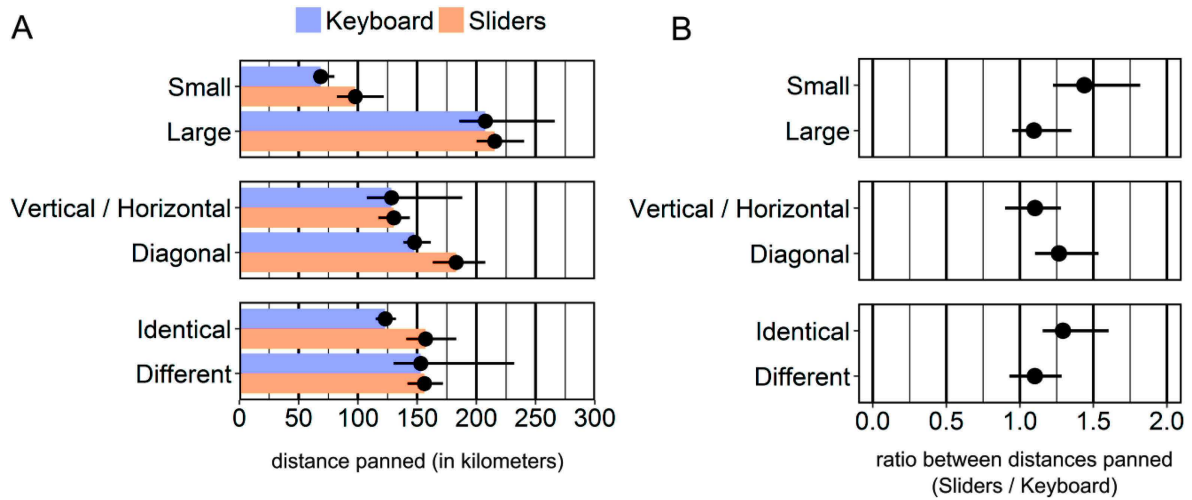 A
Keyboard Sliders
Small
Large
Vertical / Horizontal
Diagonal
Identical
Different
0 50 100 150 200 250 300
distance panned (in kilometers)
B
Small
Large
Vertical / Horizontal
Diagonal
Identical
Different
0.0 0.5 1.0 1.5 2.0
ratio between distances panned
(Sliders / Keyboard)